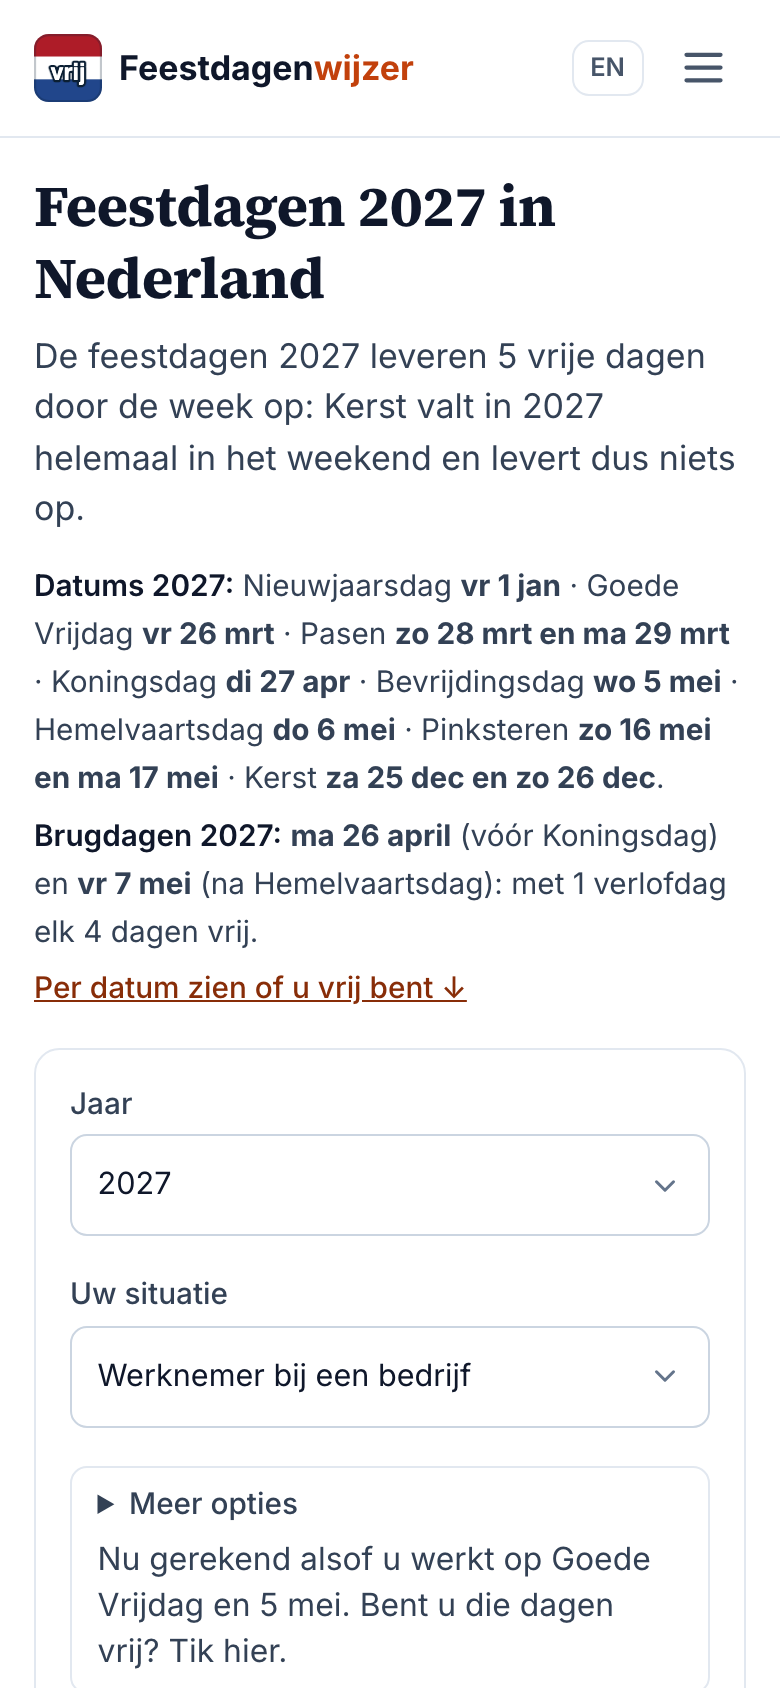 vrij
Feestdagenwijzer
EN
Feestdagen 2027 in
Nederland
De feestdagen 2027 leveren 5 vrije dagen
door de week op: Kerst valt in 2027
helemaal in het weekend en levert dus niets
op.
Datums 2027: Nieuwjaarsdag vr 1 jan · Goede
Vrijdag vr 26 mrt · Pasen zo 28 mrt en ma 29 mrt
· Koningsdag di 27 apr · Bevrijdingsdag wo 5 mei ·
Hemelvaartsdag do 6 mei · Pinksteren zo 16 mei
en ma 17 mei · Kerst za 25 dec en zo 26 dec.
Brugdagen 2027: ma 26 april (vóór Koningsdag)
en vr 7 mei (na Hemelvaartsdag): met 1 verlofdag
elk 4 dagen vrij.
Per datum zien of u vrij bent ↓
Jaar
2027
Uw situatie
Werknemer bij een bedrijf
▶ Meer opties
Nu gerekend alsof u werkt op Goede
Vrijdag en 5 mei. Bent u die dagen
vrij? Tik hier.